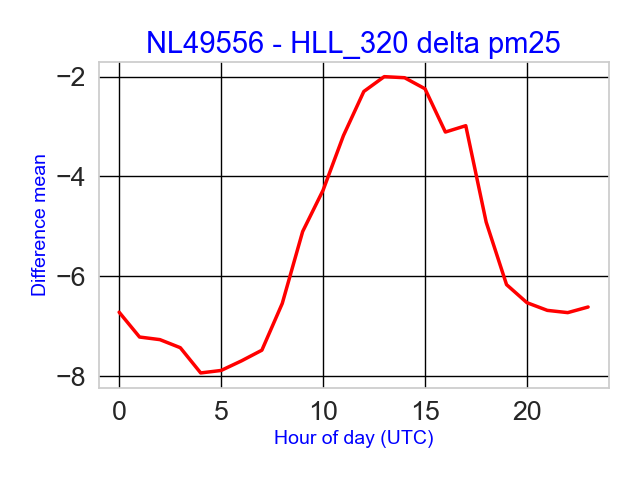 NL49556 - HLL_320 delta pm25
Difference mean
−2
−4
−6
−8
0 5 10 15 20
Hour of day (UTC)